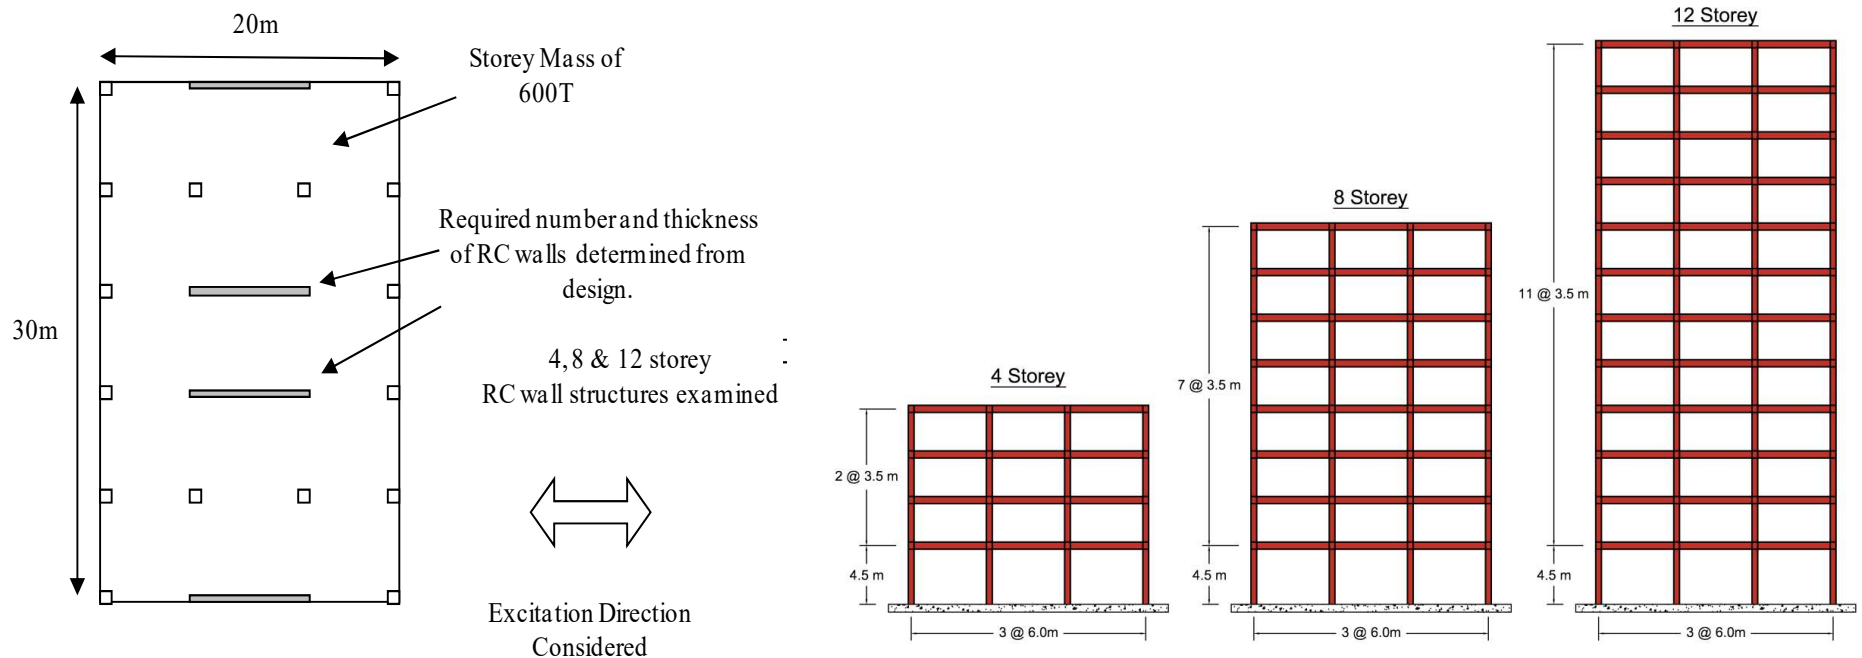 20m
Storey Mass of
600T
Required number and thickness
of RC walls determined from
design.
30m
4, 8 & 12 storey
RC wall structures examined
Excitation Direction
Considered
4 Storey
2 @ 3.5 m
4.5 m
3 @ 6.0m
8 Storey
7 @ 3.5 m
4.5 m
3 @ 6.0m
12 Storey
11 @ 3.5 m
4.5 m
3 @ 6.0m